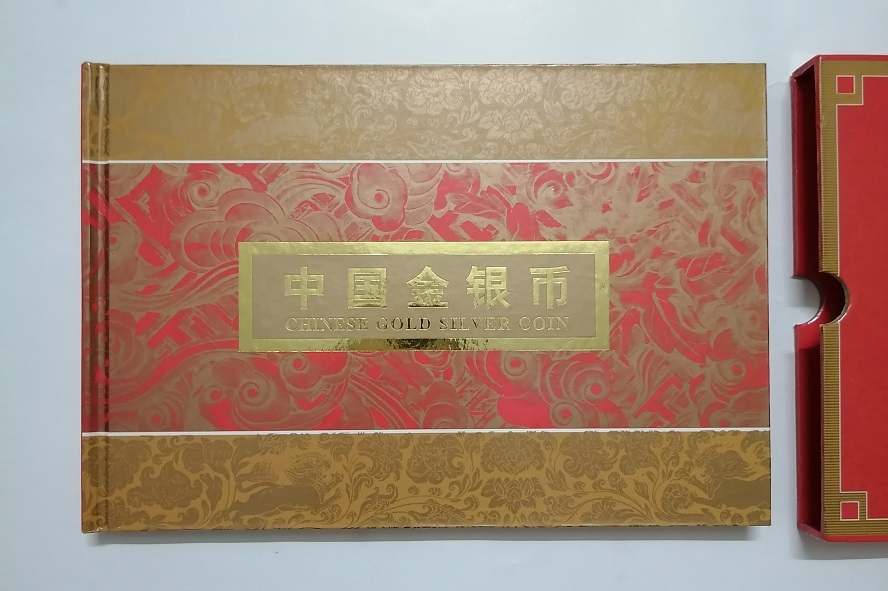 中国金银币
CHINESE GOLD SILVER COIN